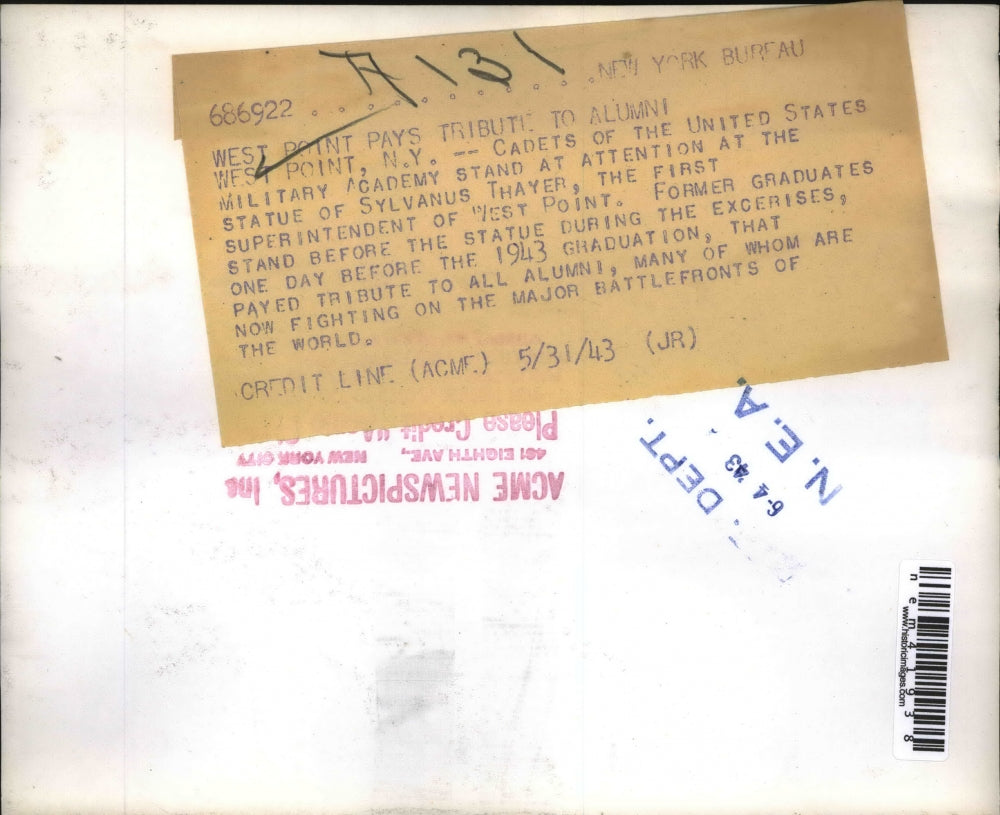 A 131
686922 . . . . . . . . . . . NEW YORK BUREAU
WEST POINT PAYS TRIBUTE TO ALUMNI
WEST POINT, N.Y. -- CADETS OF THE UNITED STATES
MILITARY ACADEMY STAND AT ATTENTION AT THE
STATUE OF SYLVANUS THAYER, THE FIRST
SUPERINTENDENT OF WEST POINT. FORMER GRADUATES
STAND BEFORE THE STATUE DURING THE EXCERISES,
ONE DAY BEFORE THE 1943 GRADUATION, THAT
PAYED TRIBUTE TO ALL ALUMNI, MANY OF WHOM ARE
NOW FIGHTING ON THE MAJOR BATTLEFRONTS OF
THE WORLD.
CREDIT LINE (ACME) 5/31/43 (JR)
Please Credit
461 EIGHTH AVE., NEW YORK CITY
ACME NEWSPICTURES, Inc
DEPT.
6-4 '43
N. E. A.
nem41938
www.historicimages.com